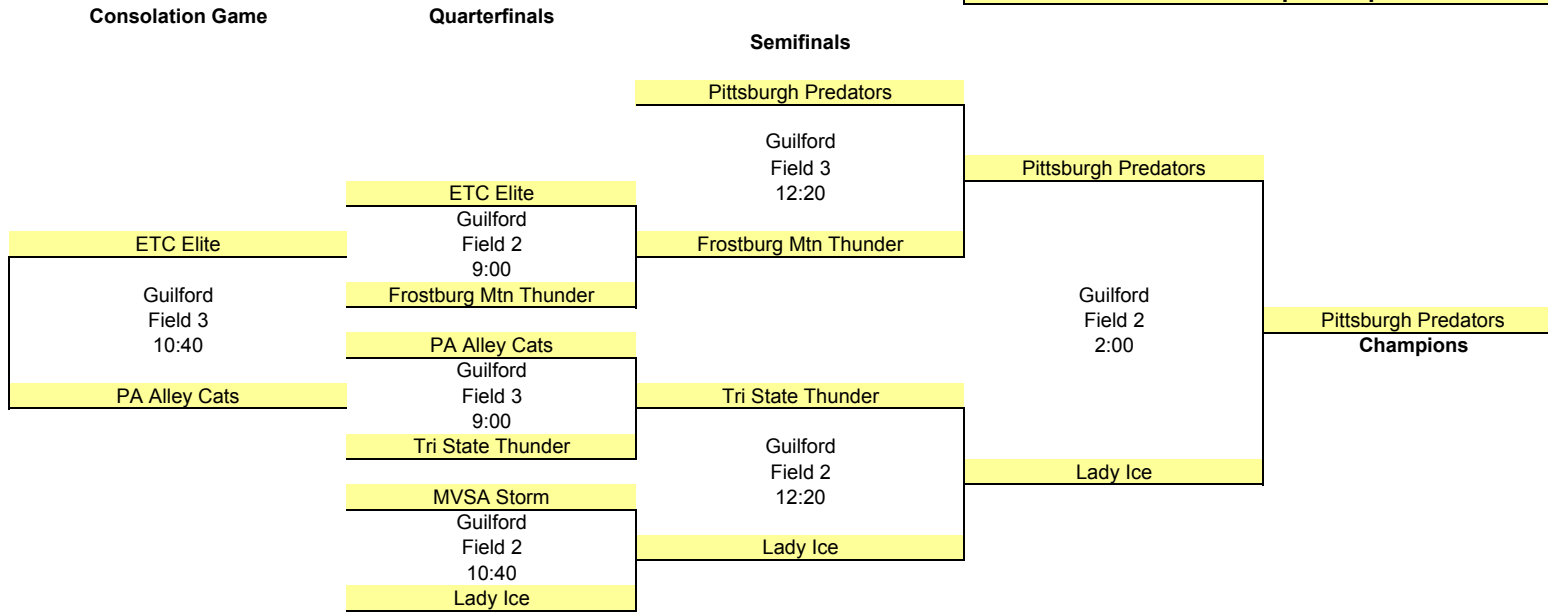 Consolation Game
Quarterfinals
Semifinals
Pittsburgh Predators
Guilford
Field 3
12:20
Pittsburgh Predators
ETC Elite
Guilford
Field 2
9:00
ETC Elite
Frostburg Mtn Thunder
Guilford
Field 3
10:40
Frostburg Mtn Thunder
Guilford
Field 2
2:00
Pittsburgh Predators
Champions
PA Alley Cats
Guilford
Field 3
9:00
PA Alley Cats
Tri State Thunder
Tri State Thunder
Guilford
Field 2
12:20
Lady Ice
MVSA Storm
Guilford
Field 2
10:40
Lady Ice
Lady Ice